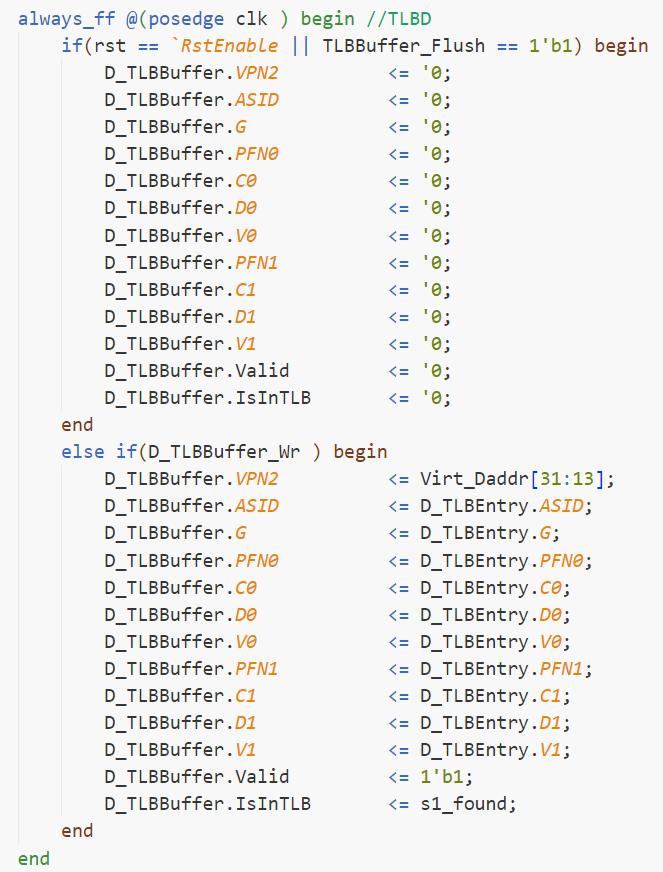 always_ff @(posedge clk ) begin //TLBD
    if(rst == `RstEnable || TLBBuffer_Flush == 1'b1) begin
        D_TLBBuffer.VPN2          <= '0;
        D_TLBBuffer.ASID          <= '0;
        D_TLBBuffer.G             <= '0;
        D_TLBBuffer.PFN0          <= '0;
        D_TLBBuffer.C0            <= '0;
        D_TLBBuffer.D0            <= '0;
        D_TLBBuffer.V0            <= '0;
        D_TLBBuffer.PFN1          <= '0;
        D_TLBBuffer.C1            <= '0;
        D_TLBBuffer.D1            <= '0;
        D_TLBBuffer.V1            <= '0;
        D_TLBBuffer.Valid         <= '0;
        D_TLBBuffer.IsInTLB       <= '0;
    end
    else if(D_TLBBuffer_Wr ) begin
        D_TLBBuffer.VPN2          <= Virt_Daddr[31:13];
        D_TLBBuffer.ASID          <= D_TLBEntry.ASID;
        D_TLBBuffer.G             <= D_TLBEntry.G;
        D_TLBBuffer.PFN0          <= D_TLBEntry.PFN0;
        D_TLBBuffer.C0            <= D_TLBEntry.C0;
        D_TLBBuffer.D0            <= D_TLBEntry.D0;
        D_TLBBuffer.V0            <= D_TLBEntry.V0;
        D_TLBBuffer.PFN1          <= D_TLBEntry.PFN1;
        D_TLBBuffer.C1            <= D_TLBEntry.C1;
        D_TLBBuffer.D1            <= D_TLBEntry.D1;
        D_TLBBuffer.V1            <= D_TLBEntry.V1;
        D_TLBBuffer.Valid         <= 1'b1;
        D_TLBBuffer.IsInTLB       <= s1_found;
    end
end